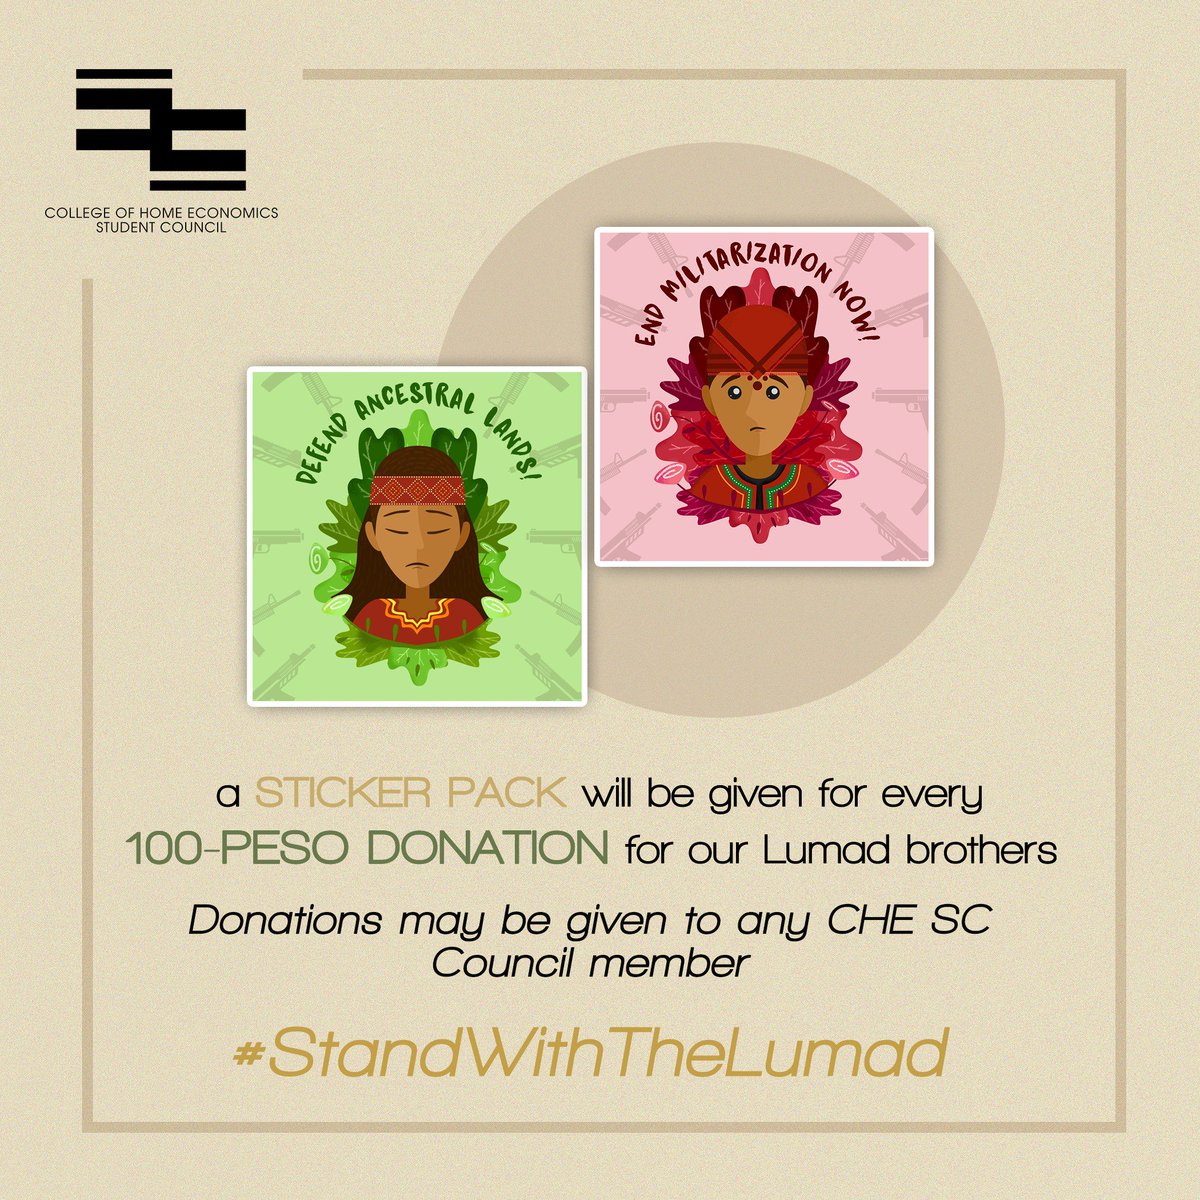 COLLEGE OF HOME ECONOMICS
STUDENT COUNCIL
END MILITARIZATION NOW!
DEFEND ANCESTRAL LANDS!
a STICKER PACK will be given for every
100-PESO DONATION for our Lumad brothers
Donations may be given to any CHE SC
Council member
#StandWithTheLumad